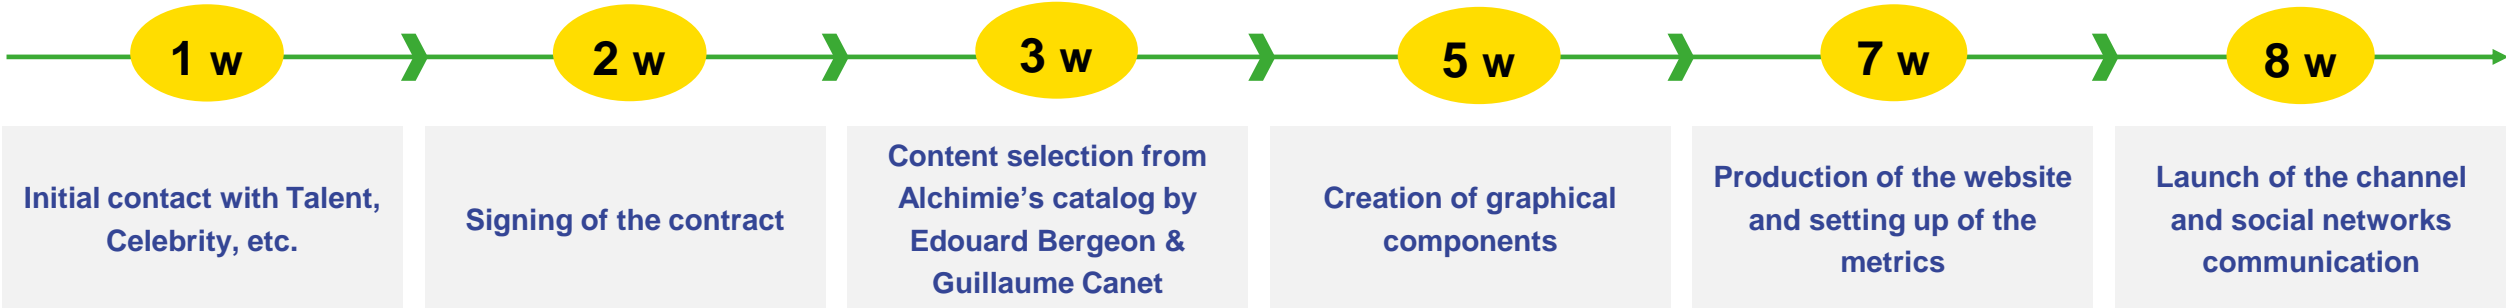 1 w
2 w
3 w
5 w
7 w
8 w
Initial contact with Talent,
Celebrity, etc.
Signing of the contract
Content selection from
Alchimie’s catalog by
Edouard Bergeon &
Guillaume Canet
Creation of graphical
components
Production of the website
and setting up of the
metrics
Launch of the channel
and social networks
communication